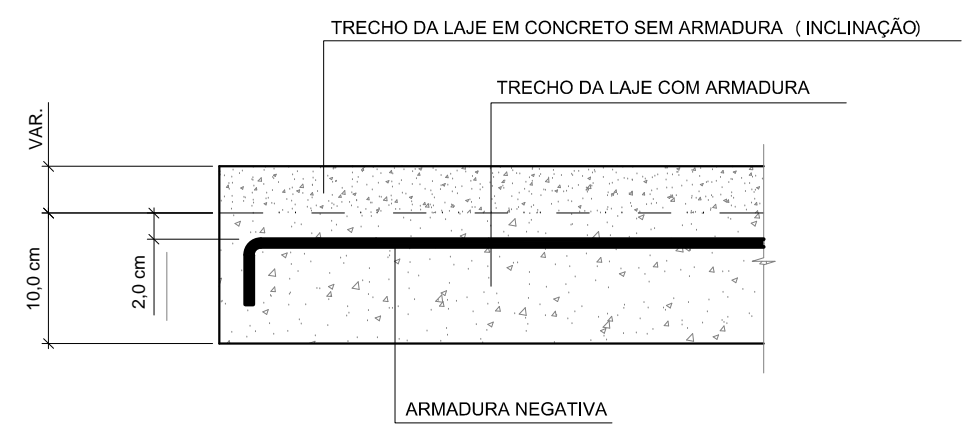 TRECHO DA LAJE EM CONCRETO SEM ARMADURA ( INCLINAÇÃO)
TRECHO DA LAJE COM ARMADURA
VAR.
10,0 cm
2,0 cm
ARMADURA NEGATIVA